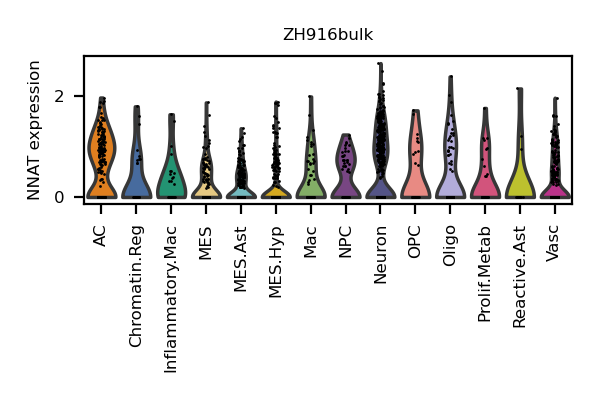 ZH916bulk
NNAT expression
2
0
AC
Chromatin.Reg
Inflammatory.Mac
MES
MES.Ast
MES.Hyp
Mac
NPC
Neuron
OPC
Oligo
Prolif.Metab
Reactive.Ast
Vasc